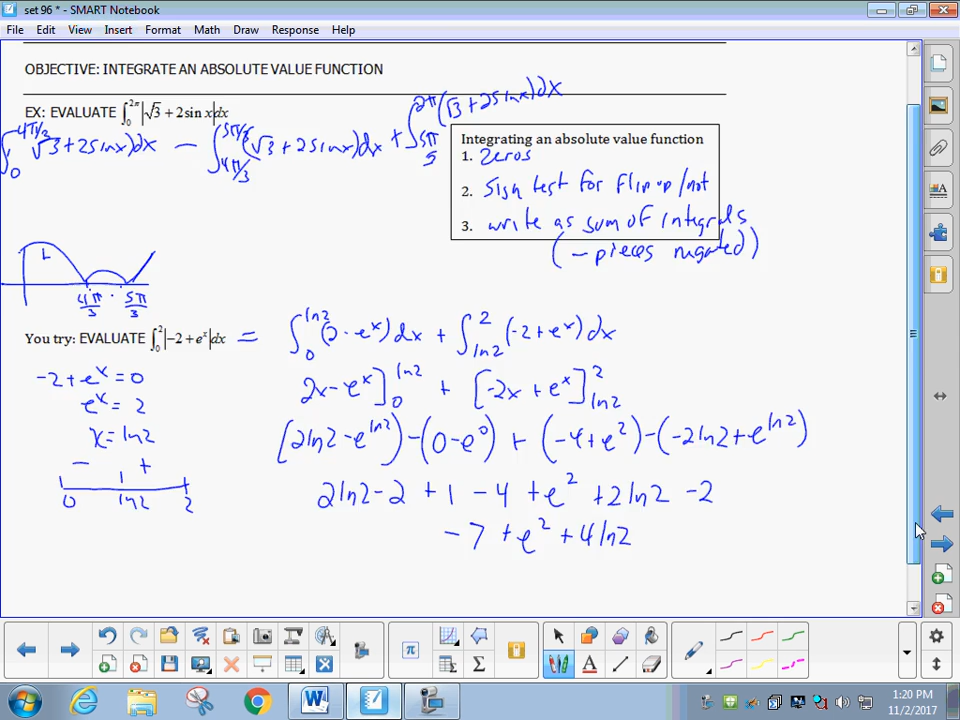 set 96 * - SMART Notebook
File Edit View Insert Format Math Draw Response Help
OBJECTIVE: INTEGRATE AN ABSOLUTE VALUE FUNCTION
EX: EVALUATE ∫₀^{2π} |√3 + 2sin x|dx
∫₀^{4π/3} √3+2sinx)dx − ∫_{4π/3}^{5π/3} (√3+2sinx)dx + ∫_{5π/5}^{2π} (√3+2sinx)dx
Integrating an absolute value function
1. Zeros
2. Sign test for flip up/not
3. write as sum of integrals
(− pieces negated)
4π/3 5π/3
You try: EVALUATE ∫₀² |−2 + eˣ|dx = ∫₀^{ln2} (2-eˣ)dx + ∫_{ln2}^{2} (-2+eˣ)dx
-2+eˣ=0
eˣ=2
x=ln2
− +
0 ln2 2
2x-eˣ]₀^{ln2} + [-2x+eˣ]_{ln2}^{2}
[2ln2-e^{ln2})-(0-e⁰) + (-4+e²)-(-2ln2+e^{ln2})
2ln2-2 +1 -4 +e² +2ln2 -2
-7 +e² +4ln2
1:20 PM
11/2/2017